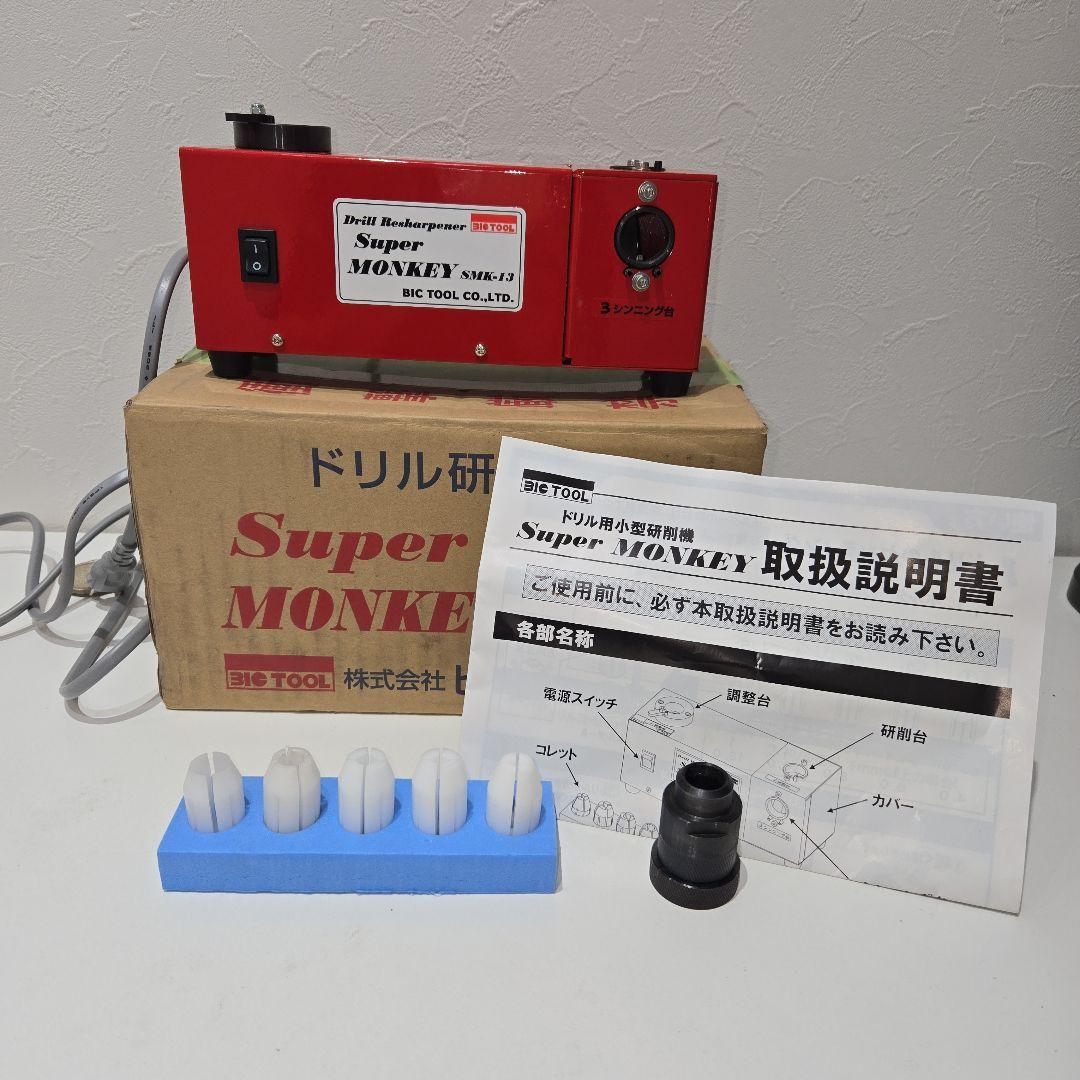 Drill Resharpener BIC TOOL
Super
MONKEY SMK-13
BIC TOOL CO.,LTD.
3シンニング台
ドリル研
Super
MONKE
BIC TOOL 株式会社
BIC TOOL
ドリル用小型研削機
Super MONKEY 取扱説明書
ご使用前に、必ず本取扱説明書をお読み下さい。
各部名称
電源スイッチ
調整台
研削台
コレット
カバー